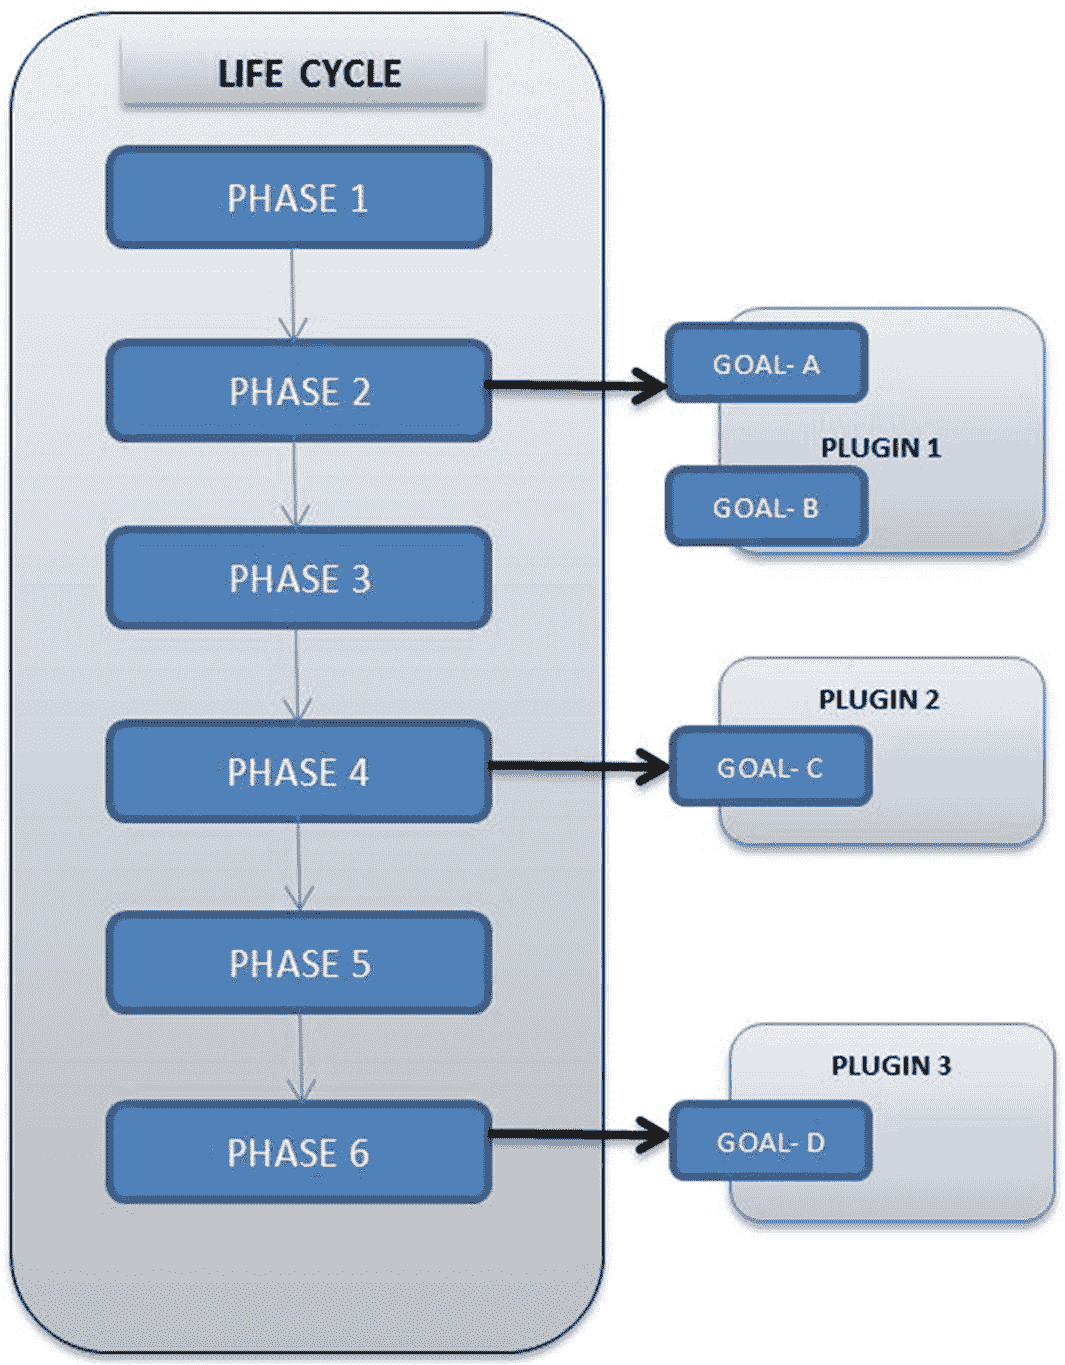 LIFE CYCLE
PHASE 1
PHASE 2
PHASE 3
PHASE 4
PHASE 5
PHASE 6
GOAL- A
PLUGIN 1
GOAL- B
PLUGIN 2
GOAL- C
PLUGIN 3
GOAL- D